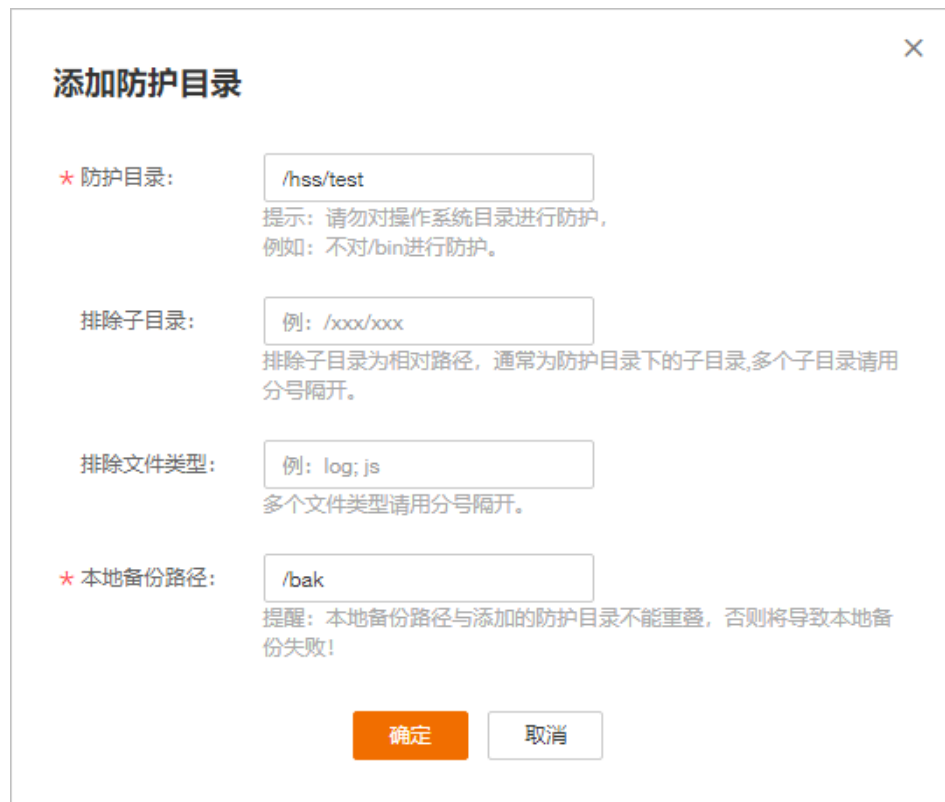 添加防护目录
* 防护目录: /hss/test
提示：请勿对操作系统目录进行防护，
例如：不对/bin进行防护。
排除子目录: 例：/xxx/xxx
排除子目录为相对路径，通常为防护目录下的子目录,多个子目录请用
分号隔开。
排除文件类型: 例：log; js
多个文件类型请用分号隔开。
* 本地备份路径: /bak
提醒：本地备份路径与添加的防护目录不能重叠，否则将导致本地备
份失败！
确定 取消